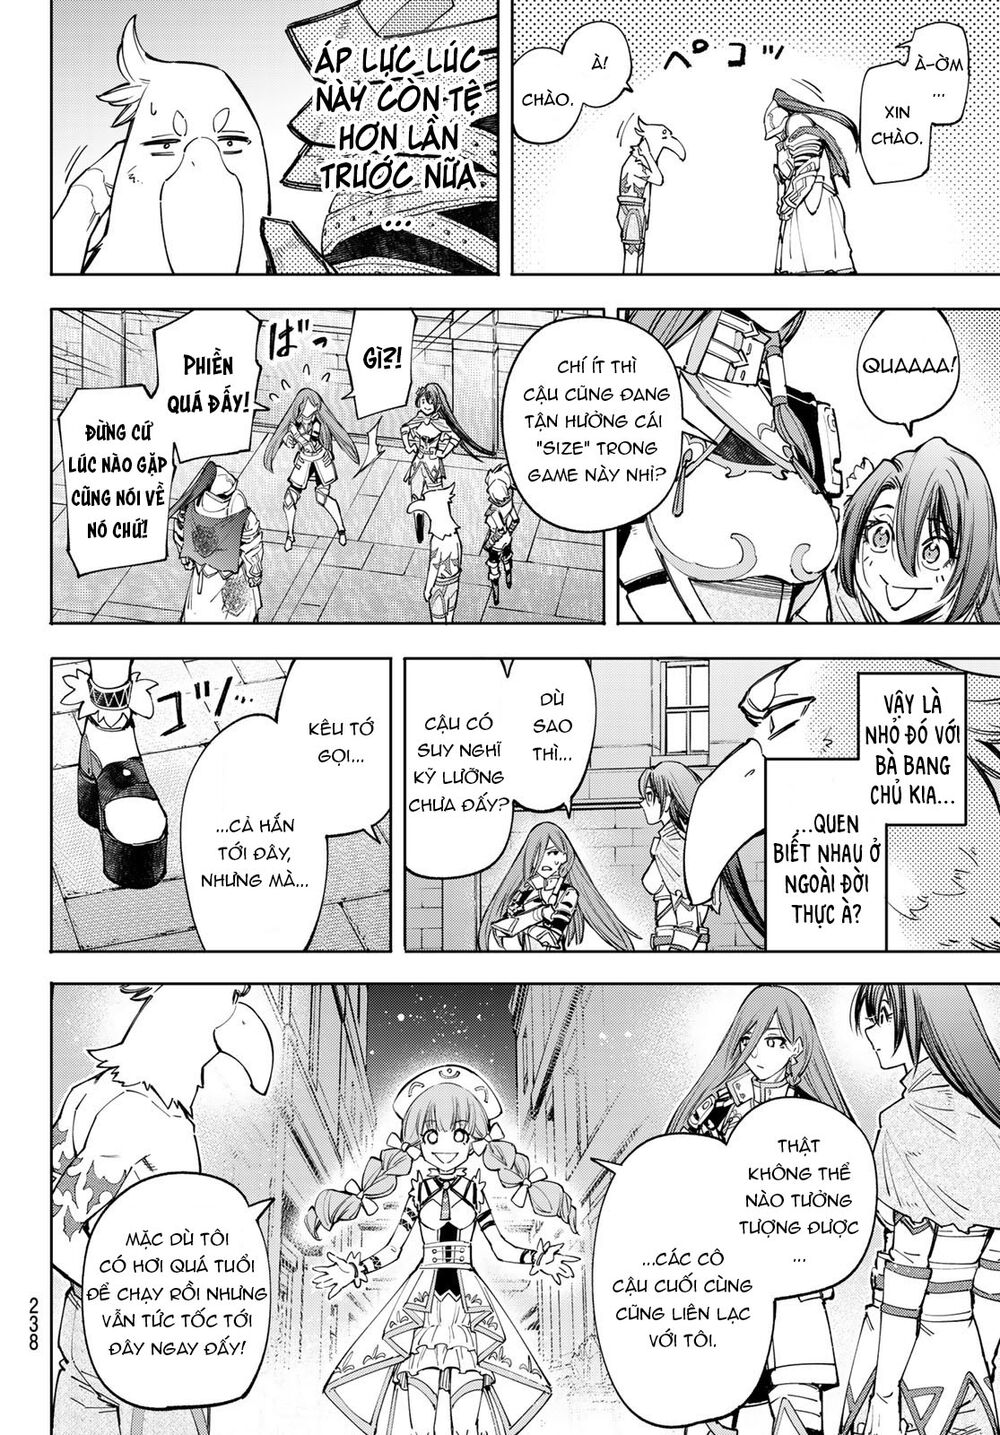 À-ỜM
...
XIN
CHÀO.
ペコッ
À!
CHÀO.
ÁP LỰC LÚC
NÀY CÒN TỆ
HƠN LẦN
TRƯỚC NỮA
...
QUAAAA!
CHÍ ÍT THÌ
CẬU CŨNG ĐANG
TẬN HƯỞNG CÁI
"SIZE" TRONG
GAME NÀY NHỈ?
GÌ?!
ばっ
PHIỀN
QUÁ ĐẤY!
ĐỪNG CỨ
LÚC NÀO GẶP
CŨNG NÓI VỀ
NÓ CHỨ!
VẬY LÀ
NHỎ ĐÓ VỚI
BÀ BANG
CHỦ KIA...
...QUEN
BIẾT NHAU Ở
NGOÀI ĐỜI
THỰC À?
DÙ
SAO
THÌ...
CẬU CÓ
SUY NGHĨ
KỸ LƯỠNG
CHƯA ĐẤY?
KÊU TỚ
GỌI...
...CẢ HẮN
TỚI ĐÂY,
NHƯNG MÀ...
THẬT
KHÔNG THỂ
NÀO TƯỞNG
TƯỢNG ĐƯỢC
...
...CÁC CÔ
CẬU CUỐI CÙNG
CŨNG LIÊN LẠC
VỚI TÔI.
MẶC DÙ TÔI
CÓ HƠI QUÁ TUỔI
ĐỂ CHẠY RỒI NHƯNG
VẪN TỨC TỐC TỚI
ĐÂY NGAY ĐẤY!
238